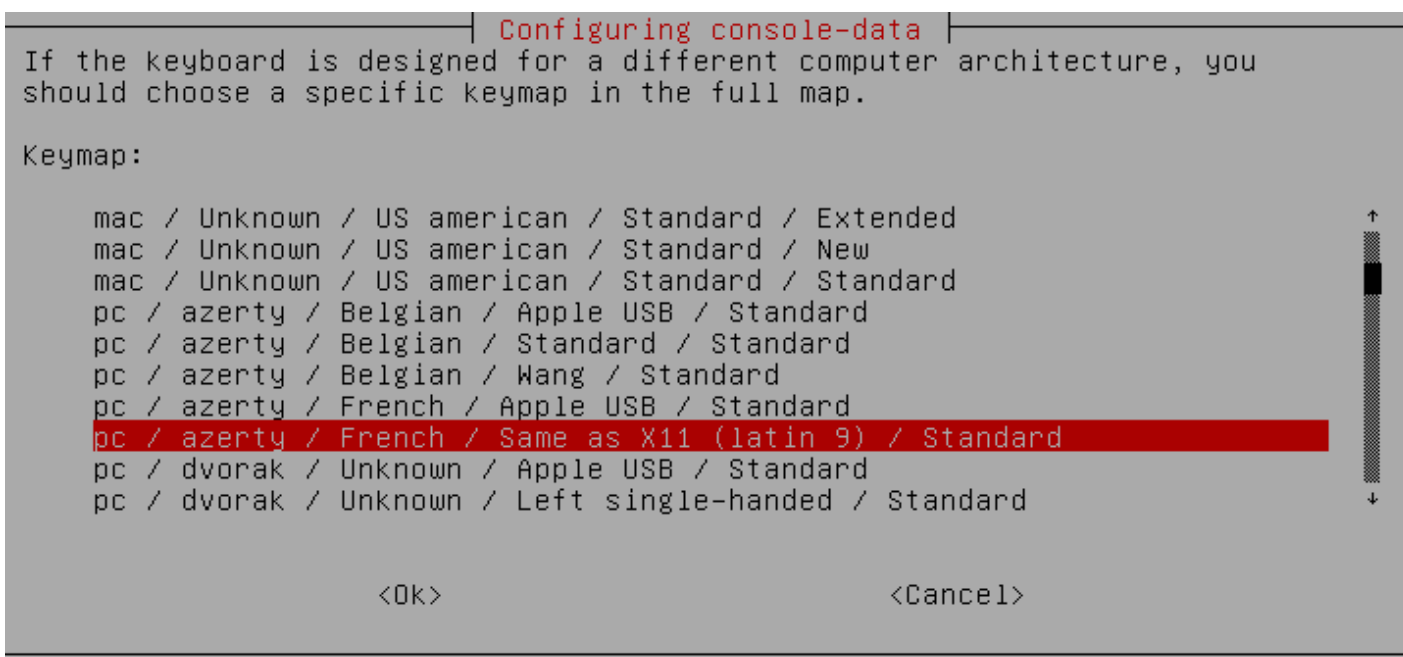 Configuring console-data
If the keyboard is designed for a different computer architecture, you
should choose a specific keymap in the full map.
Keymap:
mac / Unknown / US american / Standard / Extended
mac / Unknown / US american / Standard / New
mac / Unknown / US american / Standard / Standard
pc / azerty / Belgian / Apple USB / Standard
pc / azerty / Belgian / Standard / Standard
pc / azerty / Belgian / Wang / Standard
pc / azerty / French / Apple USB / Standard
pc / azerty / French / Same as X11 (latin 9) / Standard
pc / dvorak / Unknown / Apple USB / Standard
pc / dvorak / Unknown / Left single-handed / Standard
<Ok> <Cancel>